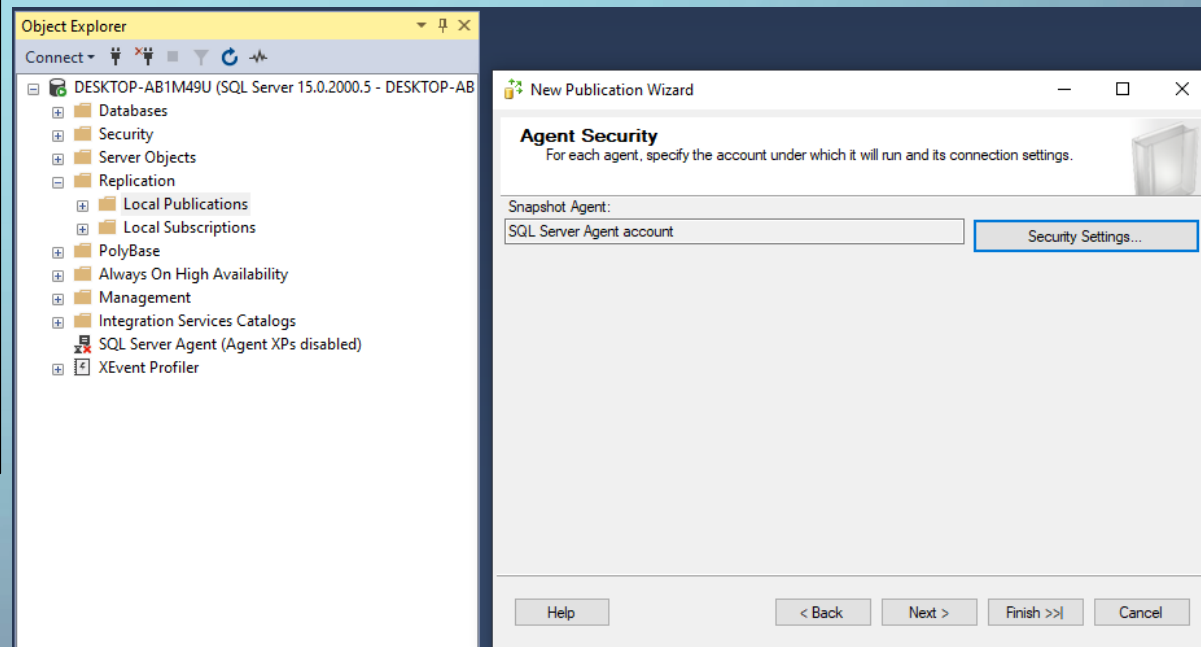 Object Explorer
Connect
DESKTOP-AB1M49U (SQL Server 15.0.2000.5 - DESKTOP-AB
Databases
Security
Server Objects
Replication
Local Publications
Local Subscriptions
PolyBase
Always On High Availability
Management
Integration Services Catalogs
SQL Server Agent (Agent XPs disabled)
XEvent Profiler
New Publication Wizard
Agent Security
For each agent, specify the account under which it will run and its connection settings.
Snapshot Agent:
SQL Server Agent account
Security Settings...
Help
< Back
Next >
Finish >>|
Cancel